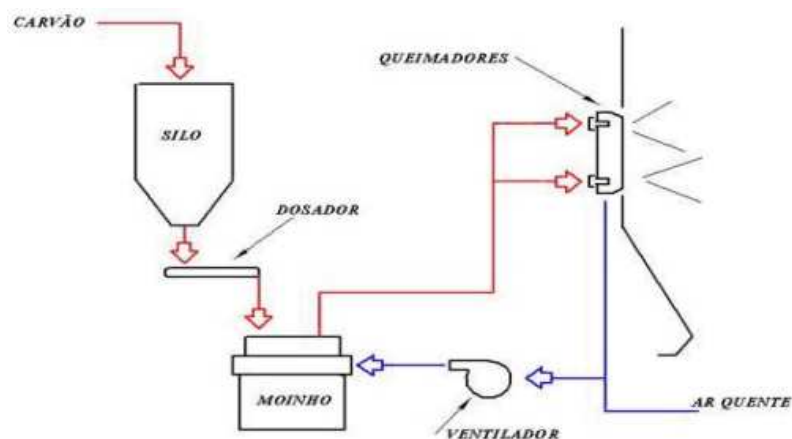 CARVÃO
QUEIMADORES
SILO
DOSADOR
MOINHO
AR QUENTE
VENTILADOR